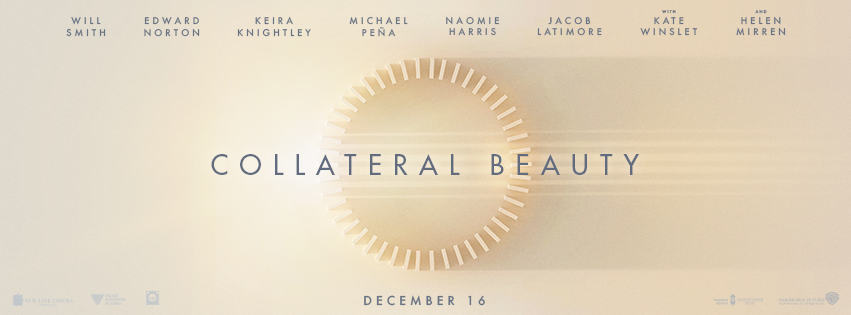 WITH
AND
WILL EDWARD KEIRA MICHAEL NAOMIE JACOB KATE HELEN
SMITH NORTON KNIGHTLEY PEÑA HARRIS LATIMORE WINSLET MIRREN
COLLATERAL BEAUTY
DECEMBER 16